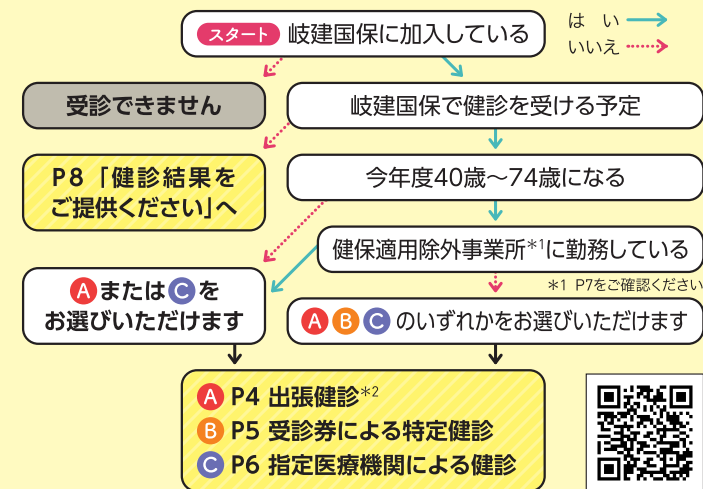 スタート 岐建国保に加入している
はい
いいえ
受診できません
岐建国保で健診を受ける予定
P8「健診結果を
ご提供ください」へ
今年度40歳〜74歳になる
健保適用除外事業所*1に勤務している
*1 P7をご確認ください
AまたはCを
お選びいただけます
A B C のいずれかをお選びいただけます
A P4 出張健診*2
B P5 受診券による特定健診
C P6 指定医療機関による健診